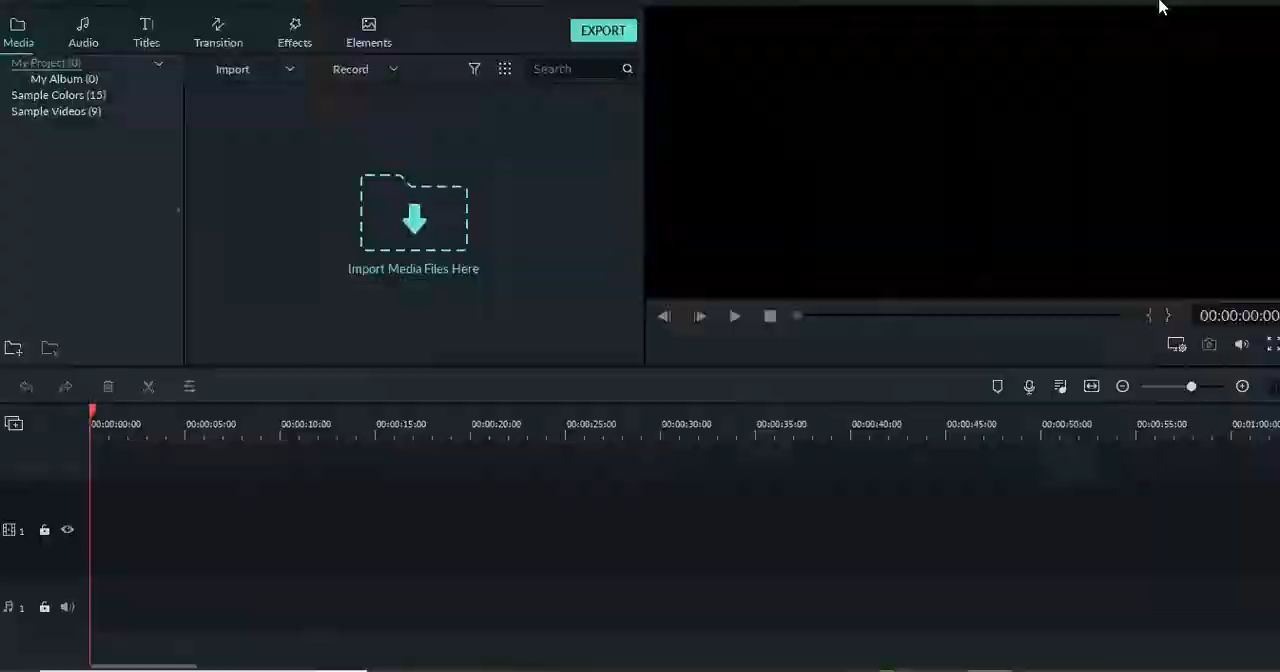 Media
Audio
Titles
Transition
Effects
Elements
EXPORT
My Project (0)
My Album (0)
Sample Colors (15)
Sample Videos (9)
Import
Record
Search
Import Media Files Here
00:00:00:00
00:00:00:00
00:00:05:00
00:00:10:00
00:00:15:00
00:00:20:00
00:00:25:00
00:00:30:00
00:00:35:00
00:00:40:00
00:00:45:00
00:00:50:00
00:00:55:00
00:01:00:0
1
1